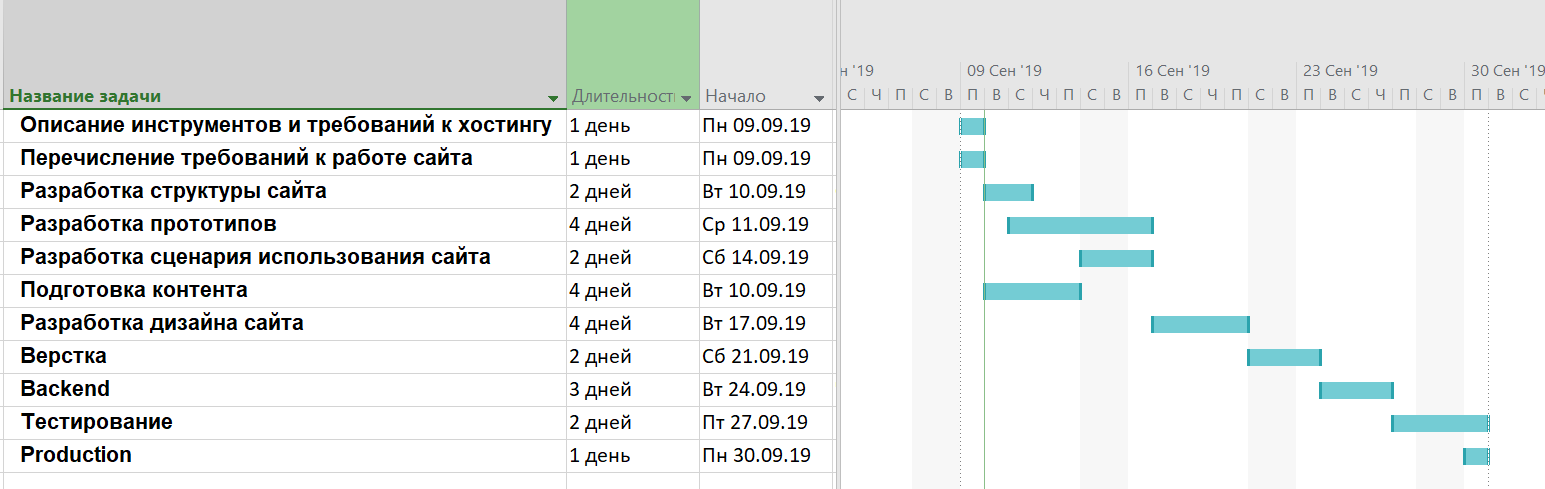 н '19 09 Сен '19 16 Сен '19 23 Сен '19 30 Сен '19
Название задачи Длительность Начало С Ч П С В П В С Ч П С В П В С Ч П С В П В С Ч П С В П В С
Описание инструментов и требований к хостингу 1 день Пн 09.09.19
Перечисление требований к работе сайта 1 день Пн 09.09.19
Разработка структуры сайта 2 дней Вт 10.09.19
Разработка прототипов 4 дней Ср 11.09.19
Разработка сценария использования сайта 2 дней Сб 14.09.19
Подготовка контента 4 дней Вт 10.09.19
Разработка дизайна сайта 4 дней Вт 17.09.19
Верстка 2 дней Сб 21.09.19
Backend 3 дней Вт 24.09.19
Тестирование 2 дней Пт 27.09.19
Production 1 день Пн 30.09.19